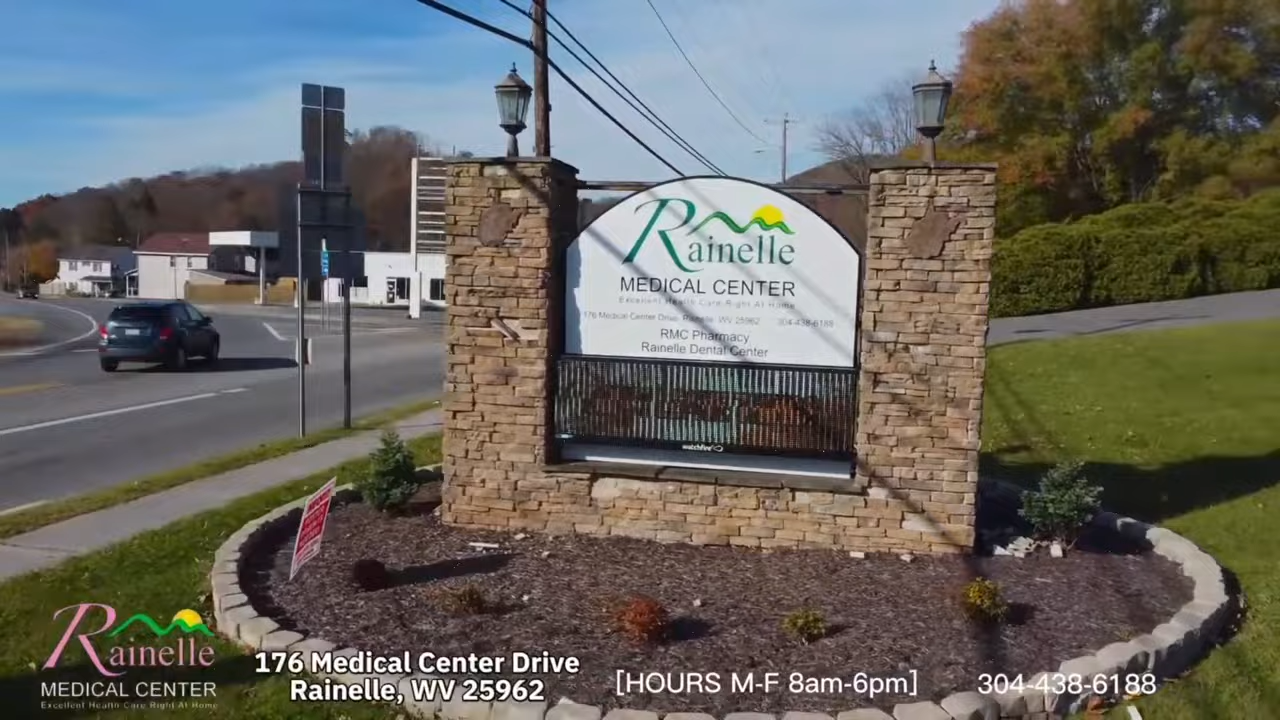 Rainelle
MEDICAL CENTER
Excellent Health Care Right At Home
176 Medical Center Drive, Rainelle, WV 25962 304-438-6188
RMC Pharmacy
Rainelle Dental Center
watchfire
Rainelle
MEDICAL CENTER
Excellent Health Care Right At Home
176 Medical Center Drive
Rainelle, WV 25962
[HOURS M-F 8am-6pm]
304-438-6188